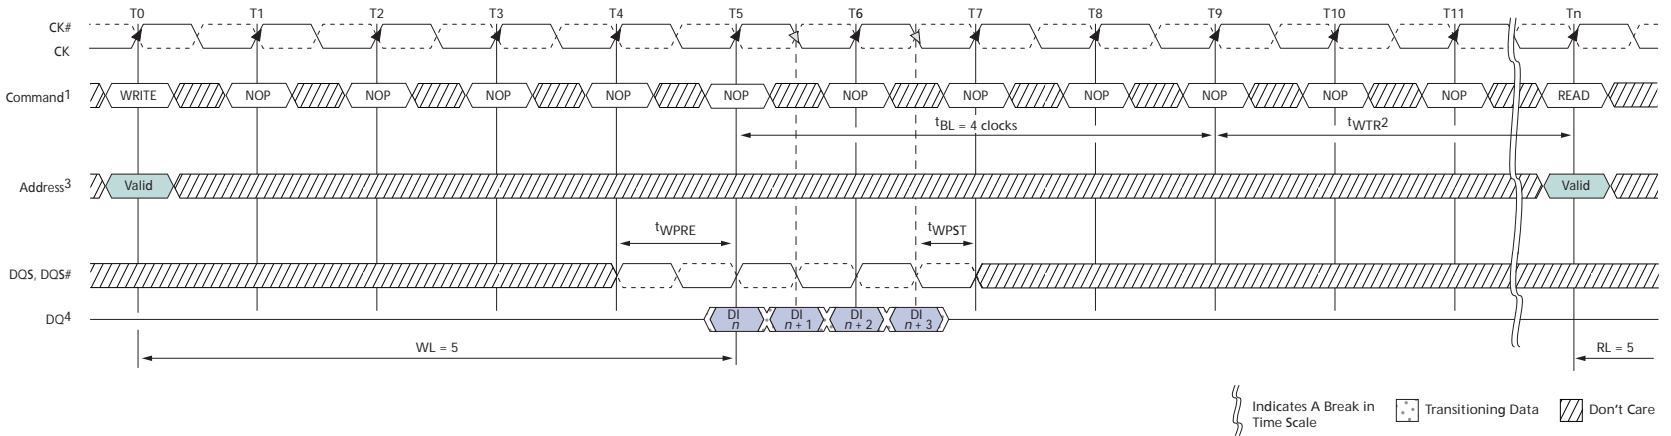 T0 T1 T2 T3 T4 T5 T6 T7 T8 T9 T10 T11 Tn
CK#
CK
Command1 WRITE NOP NOP NOP NOP NOP NOP NOP NOP NOP NOP NOP READ
tBL = 4 clocks tWTR2
Address3 Valid Valid
tWPRE tWPST
DQS, DQS#
DQ4 DI n DI n + 1 DI n + 2 DI n + 3
WL = 5 RL = 5
Indicates A Break in
Time Scale
Transitioning Data
Don't Care